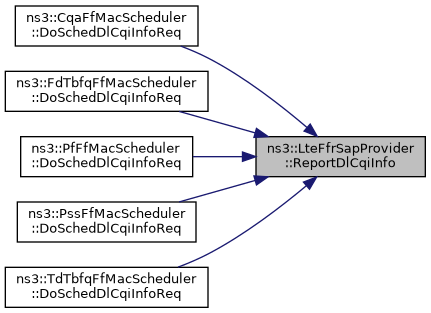 ns3::CqaFfMacScheduler
::DoSchedDlCqiInfoReq
ns3::FdTbfqFfMacScheduler
::DoSchedDlCqiInfoReq
ns3::PfFfMacScheduler
::DoSchedDlCqiInfoReq
ns3::PssFfMacScheduler
::DoSchedDlCqiInfoReq
ns3::TdTbfqFfMacScheduler
::DoSchedDlCqiInfoReq
ns3::LteFfrSapProvider
::ReportDlCqiInfo